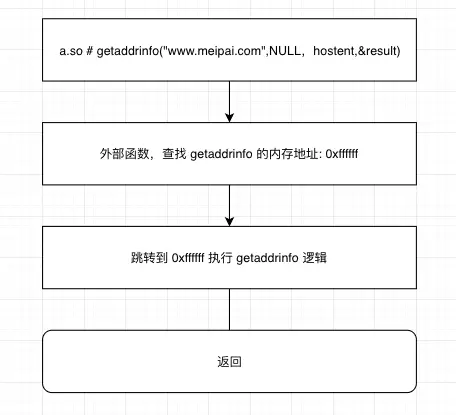 a.so # getaddrinfo("www.meipai.com",NULL，hostent,&result)
外部函数，查找 getaddrinfo 的内存地址: 0xffffff
跳转到 0xffffff 执行 getaddrinfo 逻辑
返回